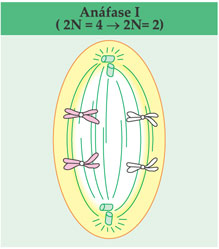 Anáfase I
( 2N = 4 → 2N= 2)